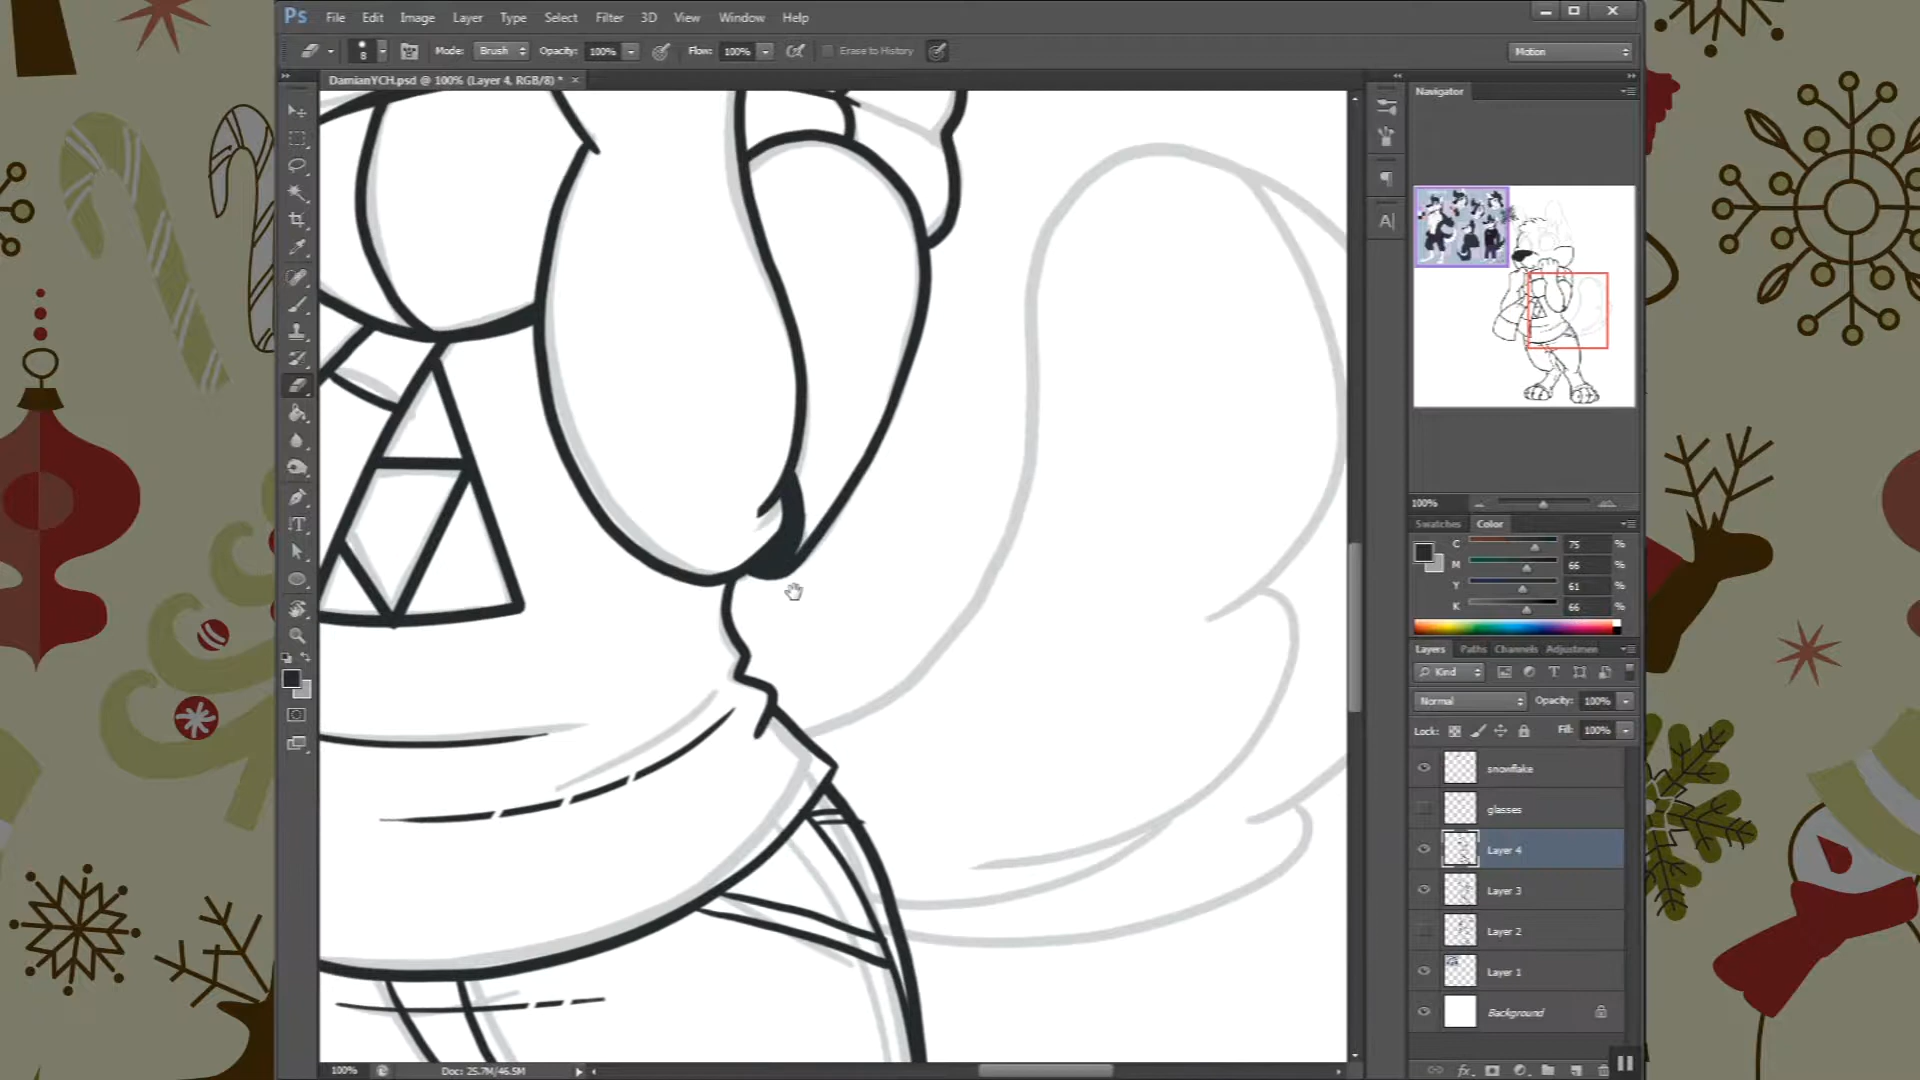 Ps File Edit Image Layer Type Select Filter 3D View Window Help
8 Mode: Brush Opacity: 100% Flow: 100% Erase to History Motion
DamianYCH.psd @ 100% (Layer 4, RGB/8) * ×
Navigator
100%
Swatches Color
C 75 %
M 66 %
Y 61 %
K 66 %
Layers Paths Channels Adjustmen
Kind
Normal Opacity: 100%
Lock: Fill: 100%
snowflake
glasses
Layer 4
Layer 3
Layer 2
Layer 1
Background
100% Doc: 25.7M/46.5M